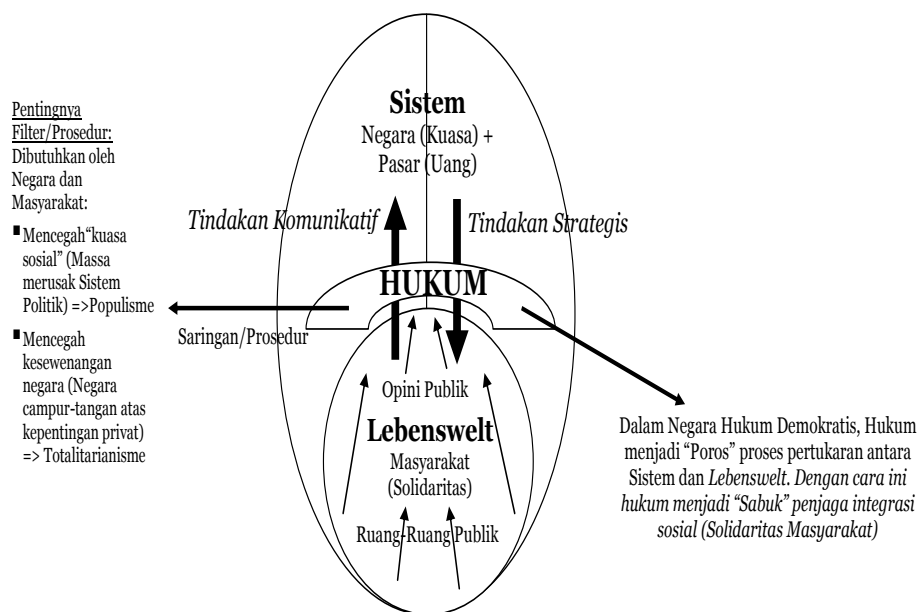 Pentingnya
Filter/Prosedur:
Dibutuhkan oleh
Negara dan
Masyarakat:
▪Mencegah“kuasa
sosial” (Massa
merusak Sistem
Politik) =>Populisme
▪Mencegah
kesewenangan
negara (Negara
campur-tangan atas
kepentingan privat)
=> Totalitarianisme
Sistem
Negara (Kuasa) +
Pasar (Uang)
Tindakan Komunikatif
Tindakan Strategis
HUKUM
Saringan/Prosedur
Opini Publik
Lebenswelt
Masyarakat
(Solidaritas)
Ruang-Ruang Publik
Dalam Negara Hukum Demokratis, Hukum
menjadi “Poros” proses pertukaran antara
Sistem dan Lebenswelt. Dengan cara ini
hukum menjadi “Sabuk” penjaga integrasi
sosial (Solidaritas Masyarakat)